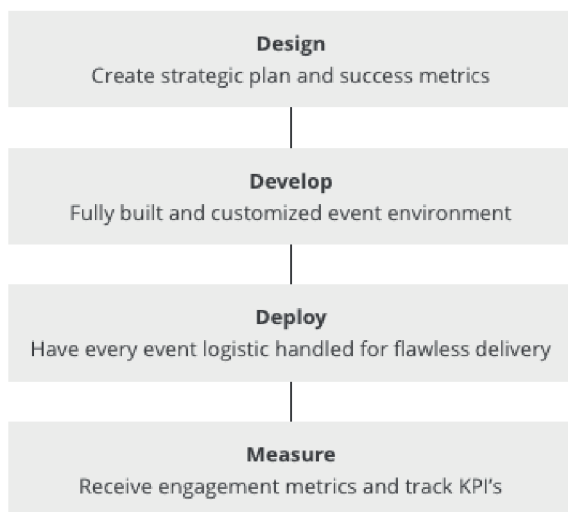 Design
Create strategic plan and success metrics
Develop
Fully built and customized event environment
Deploy
Have every event logistic handled for flawless delivery
Measure
Receive engagement metrics and track KPI's